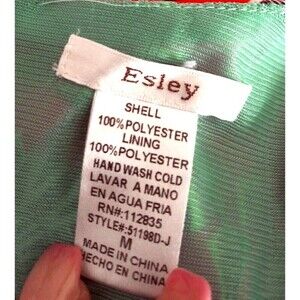 Esley
SHELL
100%POLYESTER
LINING
100%POLYESTER
HAND WASH COLD
LAVAR A MANO
EN AGUA FRIA
RN#:112835
STYLE#:51198D-J
M
MADE IN CHINA
HECHO EN CHINA